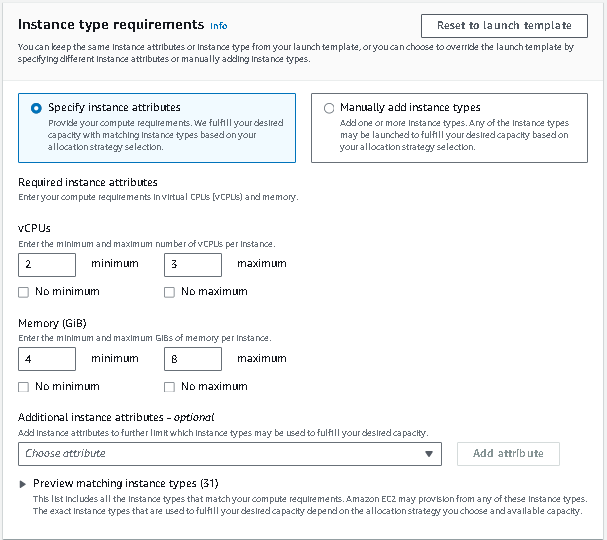 Instance type requirements Info
Reset to launch template
You can keep the same instance attributes or instance type from your launch template, or you can choose to override the launch template by
specifying different instance attributes or manually adding instance types.
Specify instance attributes
Provide your compute requirements. We fulfill your desired
capacity with matching instance types based on your
allocation strategy selection.
Manually add instance types
Add one or more instance types. Any of the instance types
may be launched to fulfill your desired capacity based on
your allocation strategy selection.
Required instance attributes
Enter your compute requirements in virtual CPUs (vCPUs) and memory.
vCPUs
Enter the minimum and maximum number of vCPUs per instance.
2 minimum 3 maximum
No minimum No maximum
Memory (GiB)
Enter the minimum and maximum GiBs of memory per instance.
4 minimum 8 maximum
No minimum No maximum
Additional instance attributes - optional
Add instance attributes to further limit which instance types may be used to fulfill your desired capacity.
Choose attribute Add attribute
Preview matching instance types (31)
This list includes all the instance types that match your compute requirements. Amazon EC2 may provision from any of these instance types.
The exact instance types that are used to fulfill your desired capacity depend on the allocation strategy you choose and available capacity.